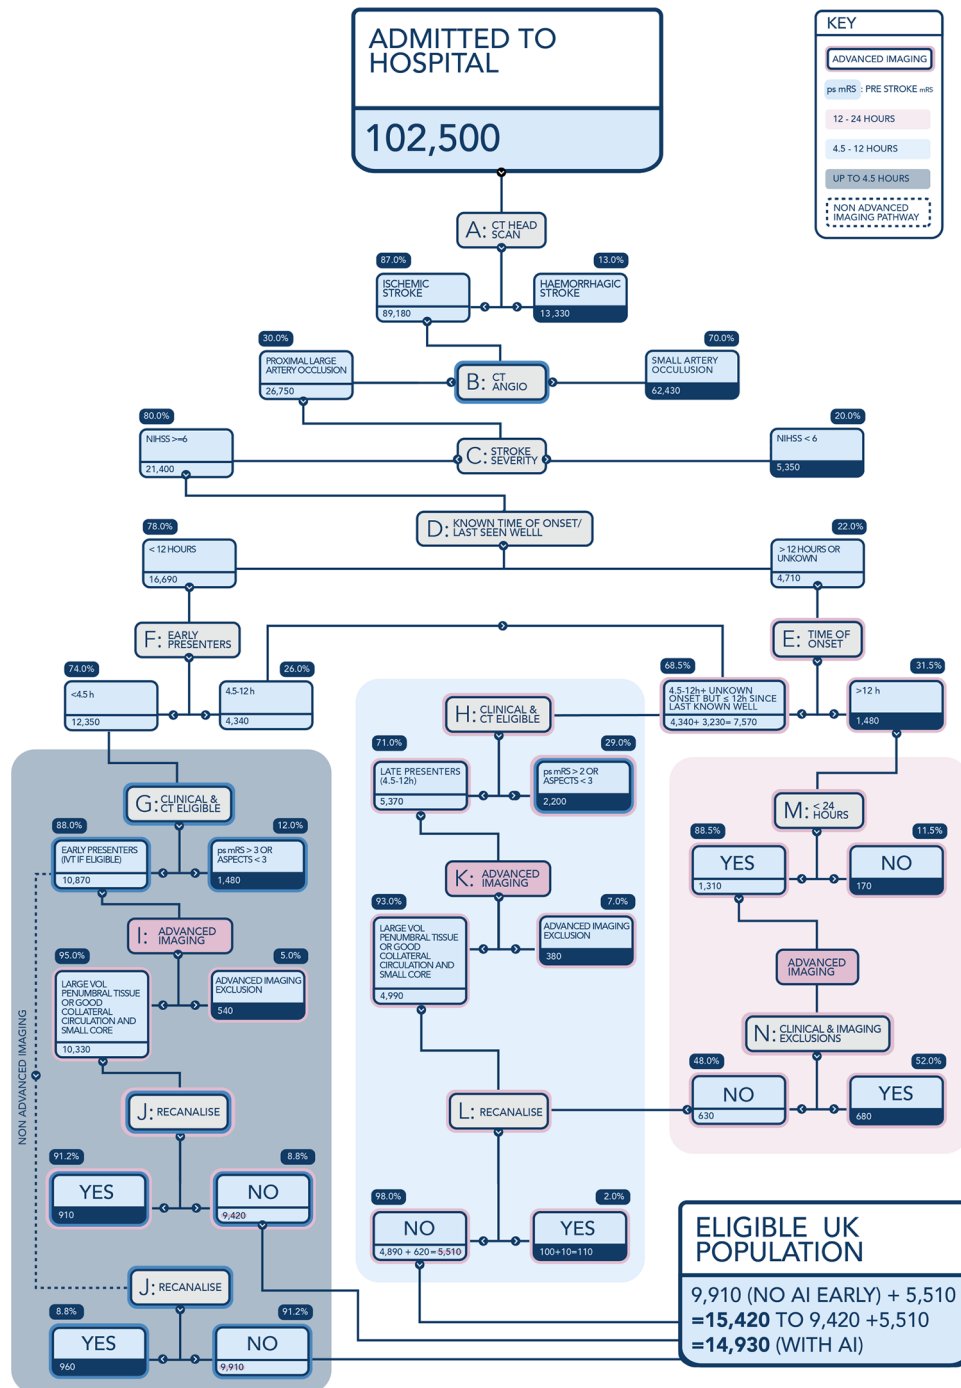 ADMITTED TO
HOSPITAL
102,500
KEY
ADVANCED IMAGING
ps mRS : PRE STROKE mRS
12 - 24 HOURS
4.5 - 12 HOURS
UP TO 4.5 HOURS
NON ADVANCED
IMAGING PATHWAY
A: CT HEAD
SCAN
87.0%
13.0%
ISCHEMIC
STROKE
89,180
HAEMORRHAGIC
STROKE
13,330
30.0%
70.0%
PROXIMAL LARGE
ARTERY OCCLUSION
26,750
B: CT
ANGIO
SMALL ARTERY
OCCULUSION
62,430
80.0%
20.0%
NIHSS >=6
21,400
C: STROKE
SEVERITY
NIHSS < 6
5,350
D: KNOWN TIME OF ONSET/
LAST SEEN WELLL
78.0%
22.0%
< 12 HOURS
16,690
> 12 HOURS OR
UNKOWN
4,710
F: EARLY
PRESENTERS
E: TIME OF
ONSET
74.0%
26.0%
68.5%
31.5%
<4.5 h
12,350
4.5-12 h
4,340
4.5-12h+ UNKOWN
ONSET BUT ≤ 12h SINCE
LAST KNOWN WELL
4,340+ 3,230= 7,570
>12 h
1,480
H: CLINICAL &
CT ELIGIBLE
71.0%
29.0%
LATE PRESENTERS
(4.5-12h)
5,370
ps mRS > 2 OR
ASPECTS < 3
2,200
G: CLINICAL &
CT ELIGIBLE
M: < 24
HOURS
88.0%
12.0%
88.5%
11.5%
EARLY PRESENTERS
(IVT IF ELIGIBLE)
10,870
ps mRS > 3 OR
ASPECTS < 3
1,480
YES
1,310
NO
170
K: ADVANCED
IMAGING
93.0%
7.0%
LARGE VOL
PENUMBRAL TISSUE
OR GOOD
COLLATERAL
CIRCULATION AND
SMALL CORE
4,990
ADVANCED IMAGING
EXCLUSION
380
I: ADVANCED
IMAGING
ADVANCED
IMAGING
95.0%
5.0%
LARGE VOL
PENUMBRAL TISSUE
OR GOOD
COLLATERAL
CIRCULATION AND
SMALL CORE
10,330
ADVANCED IMAGING
EXCLUSION
540
NON ADVANCED IMAGING
N: CLINICAL & IMAGING
EXCLUSIONS
48.0%
52.0%
NO
630
YES
680
J: RECANALISE
L: RECANALISE
91.2%
8.8%
YES
910
NO
9,420
98.0%
2.0%
NO
4,890 + 620 = 5,510
YES
100+10=110
J: RECANALISE
8.8%
91.2%
YES
960
NO
9,910
ELIGIBLE UK
POPULATION
9,910 (NO AI EARLY) + 5,510
=15,420 TO 9,420 +5,510
=14,930 (WITH AI)